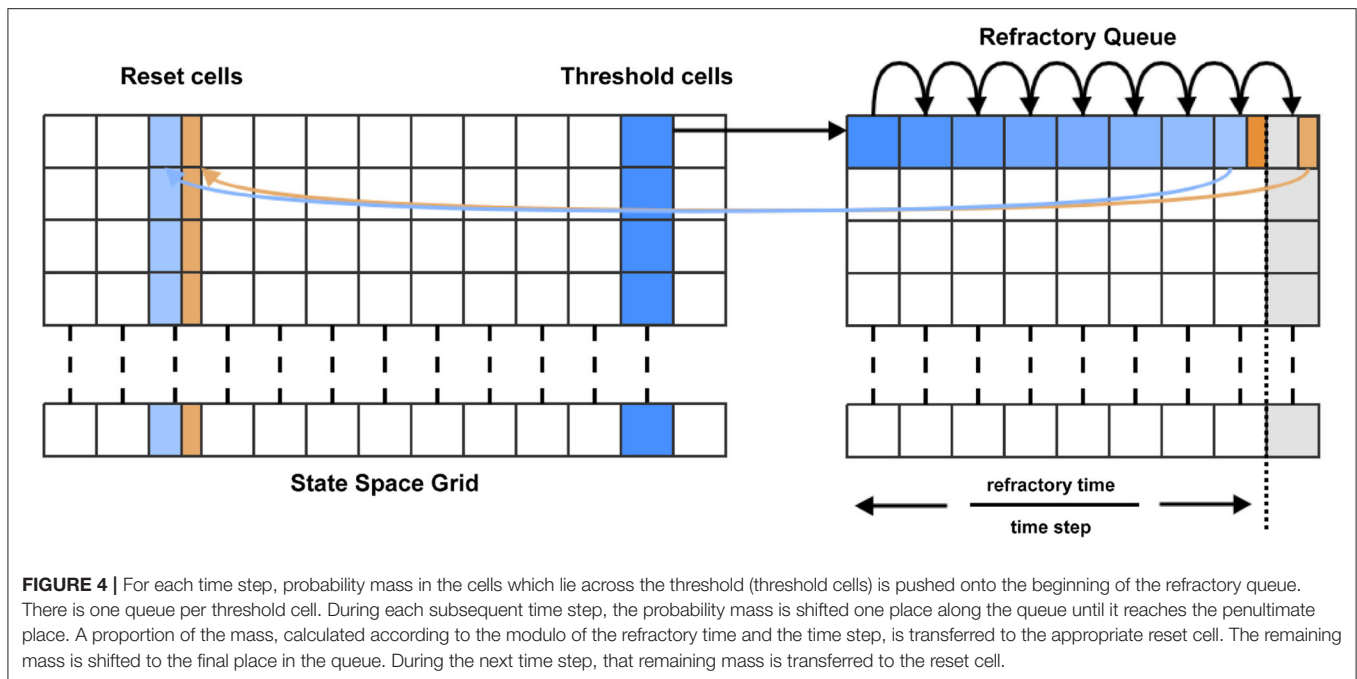 Refractory Queue
Reset cells
Threshold cells
State Space Grid
refractory time
time step
FIGURE 4 | For each time step, probability mass in the cells which lie across the threshold (threshold cells) is pushed onto the beginning of the refractory queue.
There is one queue per threshold cell. During each subsequent time step, the probability mass is shifted one place along the queue until it reaches the penultimate
place. A proportion of the mass, calculated according to the modulo of the refractory time and the time step, is transferred to the appropriate reset cell. The remaining
mass is shifted to the final place in the queue. During the next time step, that remaining mass is transferred to the reset cell.